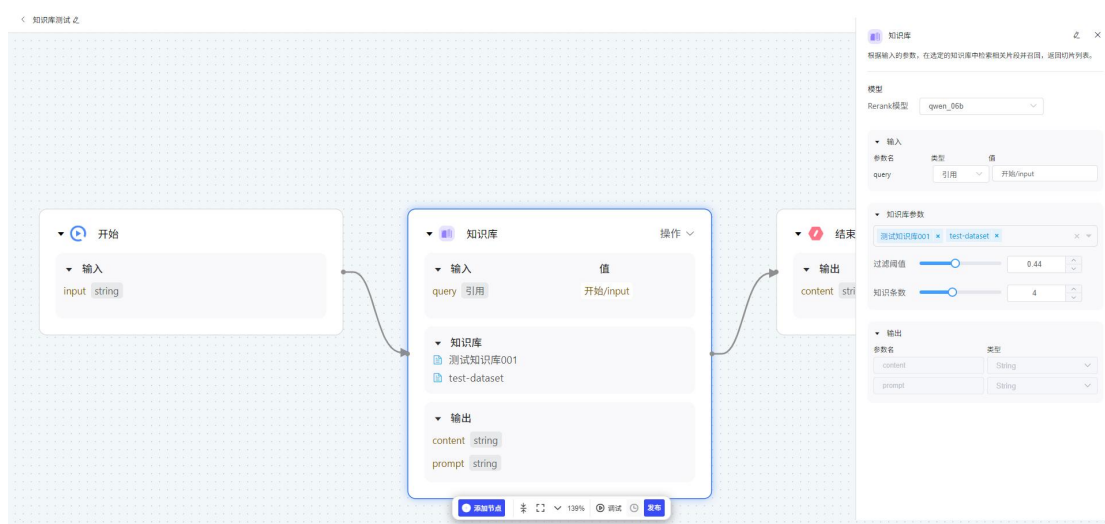 知识库测试
开始
输入
input string
知识库 操作
输入 值
query 引用 开始/input
知识库
测试知识库001
test-dataset
输出
content string
prompt string
结束
输出
content stri
添加节点 139% 调试 发布
知识库
根据输入的参数，在选定的知识库中检索相关片段并召回，返回切片列表。
模型
Rerank模型 qwen_06b
输入
参数名 类型 值
query 引用 开始/input
知识库参数
测试知识库001 × test-dataset ×
过滤阈值 0.44
知识条数 4
输出
参数名 类型
content String
prompt String